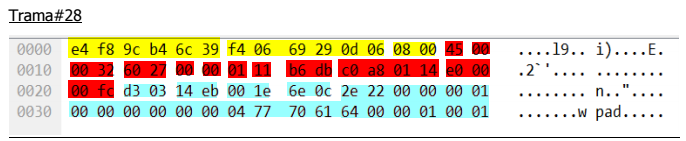 Trama#28
0000 e4 f8 9c b4 6c 39 f4 06 69 29 0d 06 08 00 45 00 ....l9.. i)....E.
0010 00 32 60 27 00 00 01 11 b6 db c0 a8 01 14 e0 00 .2`'.... ........
0020 00 fc d3 03 14 eb 00 1e 6e 0c 2e 22 00 00 00 01 ........ n.."....
0030 00 00 00 00 00 00 04 77 70 61 64 00 00 01 00 01 .......w pad.....